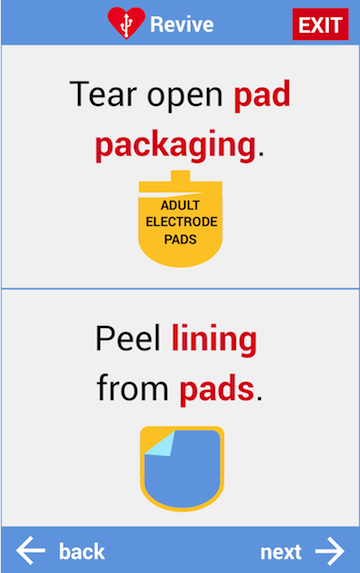 Revive
EXIT
Tear open pad
packaging.
ADULT
ELECTRODE
PADS
Peel lining
from pads.
back
next